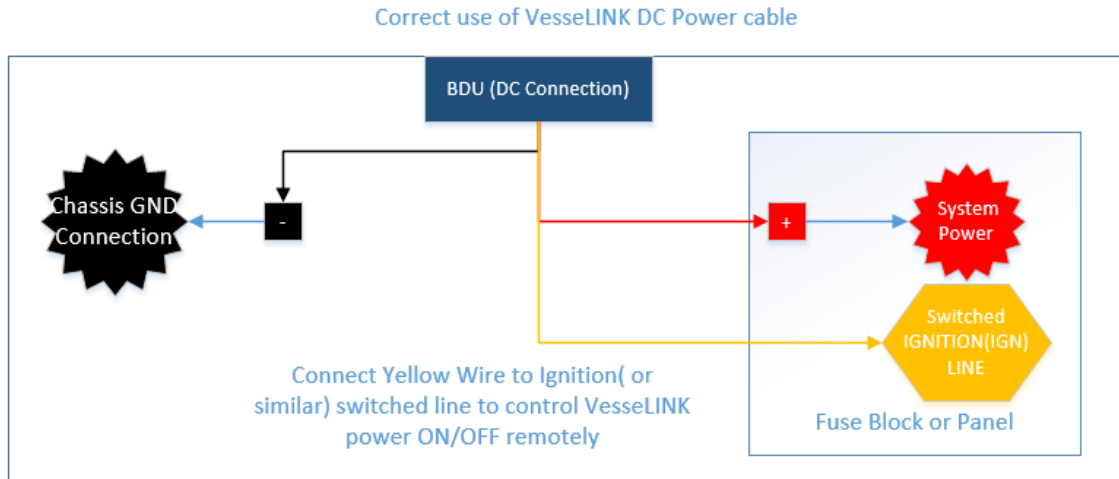 Correct use of VesseLINK DC Power cable
BDU (DC Connection)
Chassis GND
Connection
-
+
System
Power
Switched
IGNITION(IGN)
LINE
Connect Yellow Wire to Ignition( or
similar) switched line to control VesseLINK
power ON/OFF remotely
Fuse Block or Panel